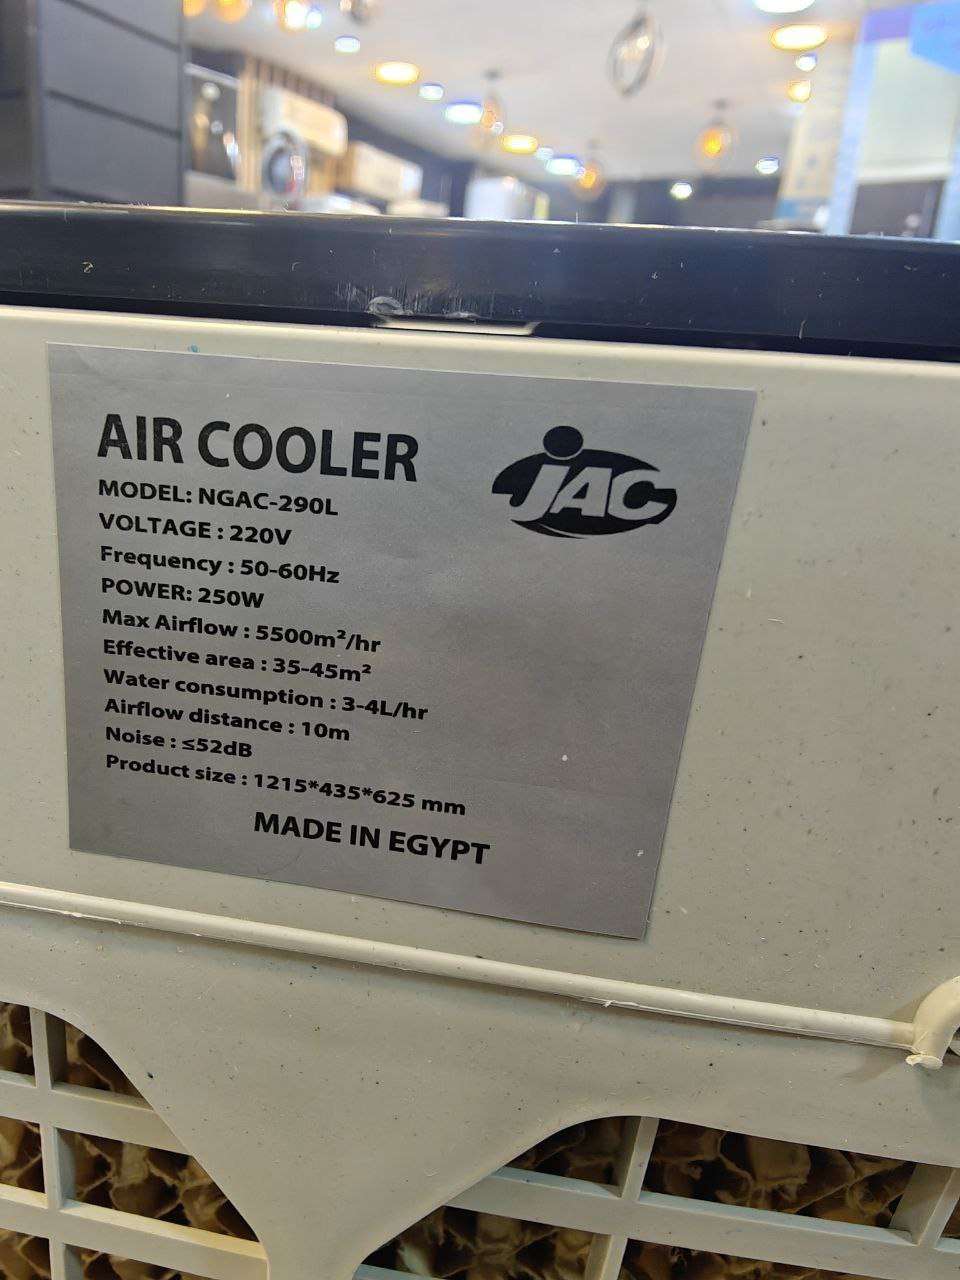 AIR COOLER
JAC
MODEL: NGAC-290L
VOLTAGE : 220V
Frequency : 50-60Hz
POWER: 250W
Max Airflow : 5500m²/hr
Effective area : 35-45m²
Water consumption : 3-4L/hr
Airflow distance : 10m
Noise : ≤52dB
Product size : 1215*435*625 mm
MADE IN EGYPT